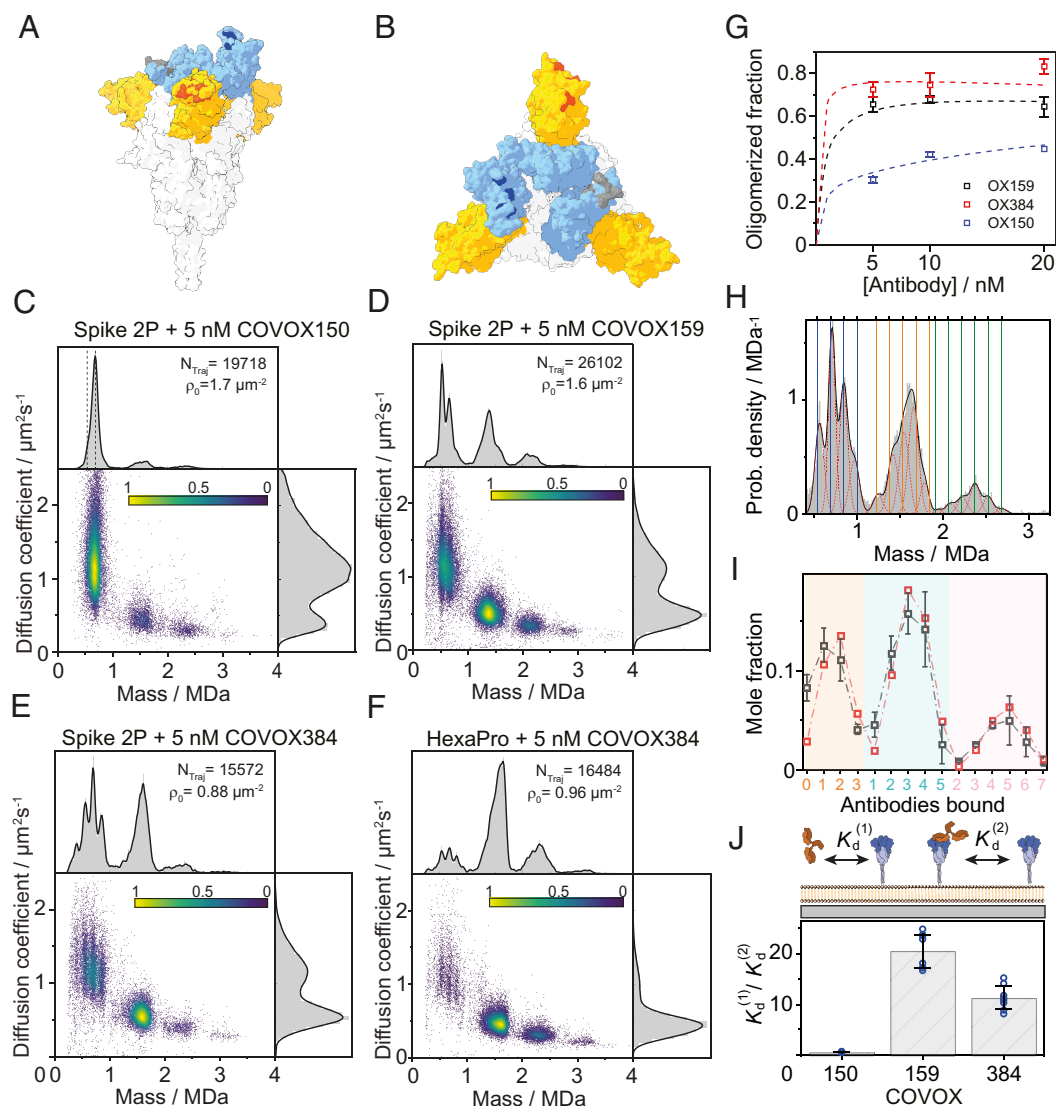 A
B
G
Oligomerized fraction
0.8
0.6
0.4
0.2
0
OX159
OX384
OX150
5
10
20
[Antibody] / nM
C
Spike 2P + 5 nM COVOX150
N_Traj = 19718
ρ₀=1.7 µm⁻²
Diffusion coefficient / µm²s⁻¹
1 0.5 0
2
1
0
0 1 2 3 4
Mass / MDa
D
Spike 2P + 5 nM COVOX159
N_Traj = 26102
ρ₀=1.6 µm⁻²
Diffusion coefficient / µm²s⁻¹
1 0.5 0
2
1
0
0 1 2 3 4
Mass / MDa
E
Spike 2P + 5 nM COVOX384
N_Traj = 15572
ρ₀ = 0.88 µm⁻²
Diffusion coefficient / µm²s⁻¹
1 0.5 0
2
1
0
0 1 2 3 4
Mass / MDa
F
HexaPro + 5 nM COVOX384
N_Traj = 16484
ρ₀ = 0.96 µm⁻²
Diffusion coefficient / µm²s⁻¹
1 0.5 0
2
1
0
0 1 2 3 4
Mass / MDa
H
Prob. density / MDa⁻¹
1
0
1 2 3
Mass / MDa
I
Mole fraction
0.1
0
0 1 2 3 1 2 3 4 5 2 3 4 5 6 7
Antibodies bound
J
K_d⁽¹⁾ K_d⁽²⁾
K_d⁽¹⁾/ K_d⁽²⁾
20
10
0
150 159 384
COVOX